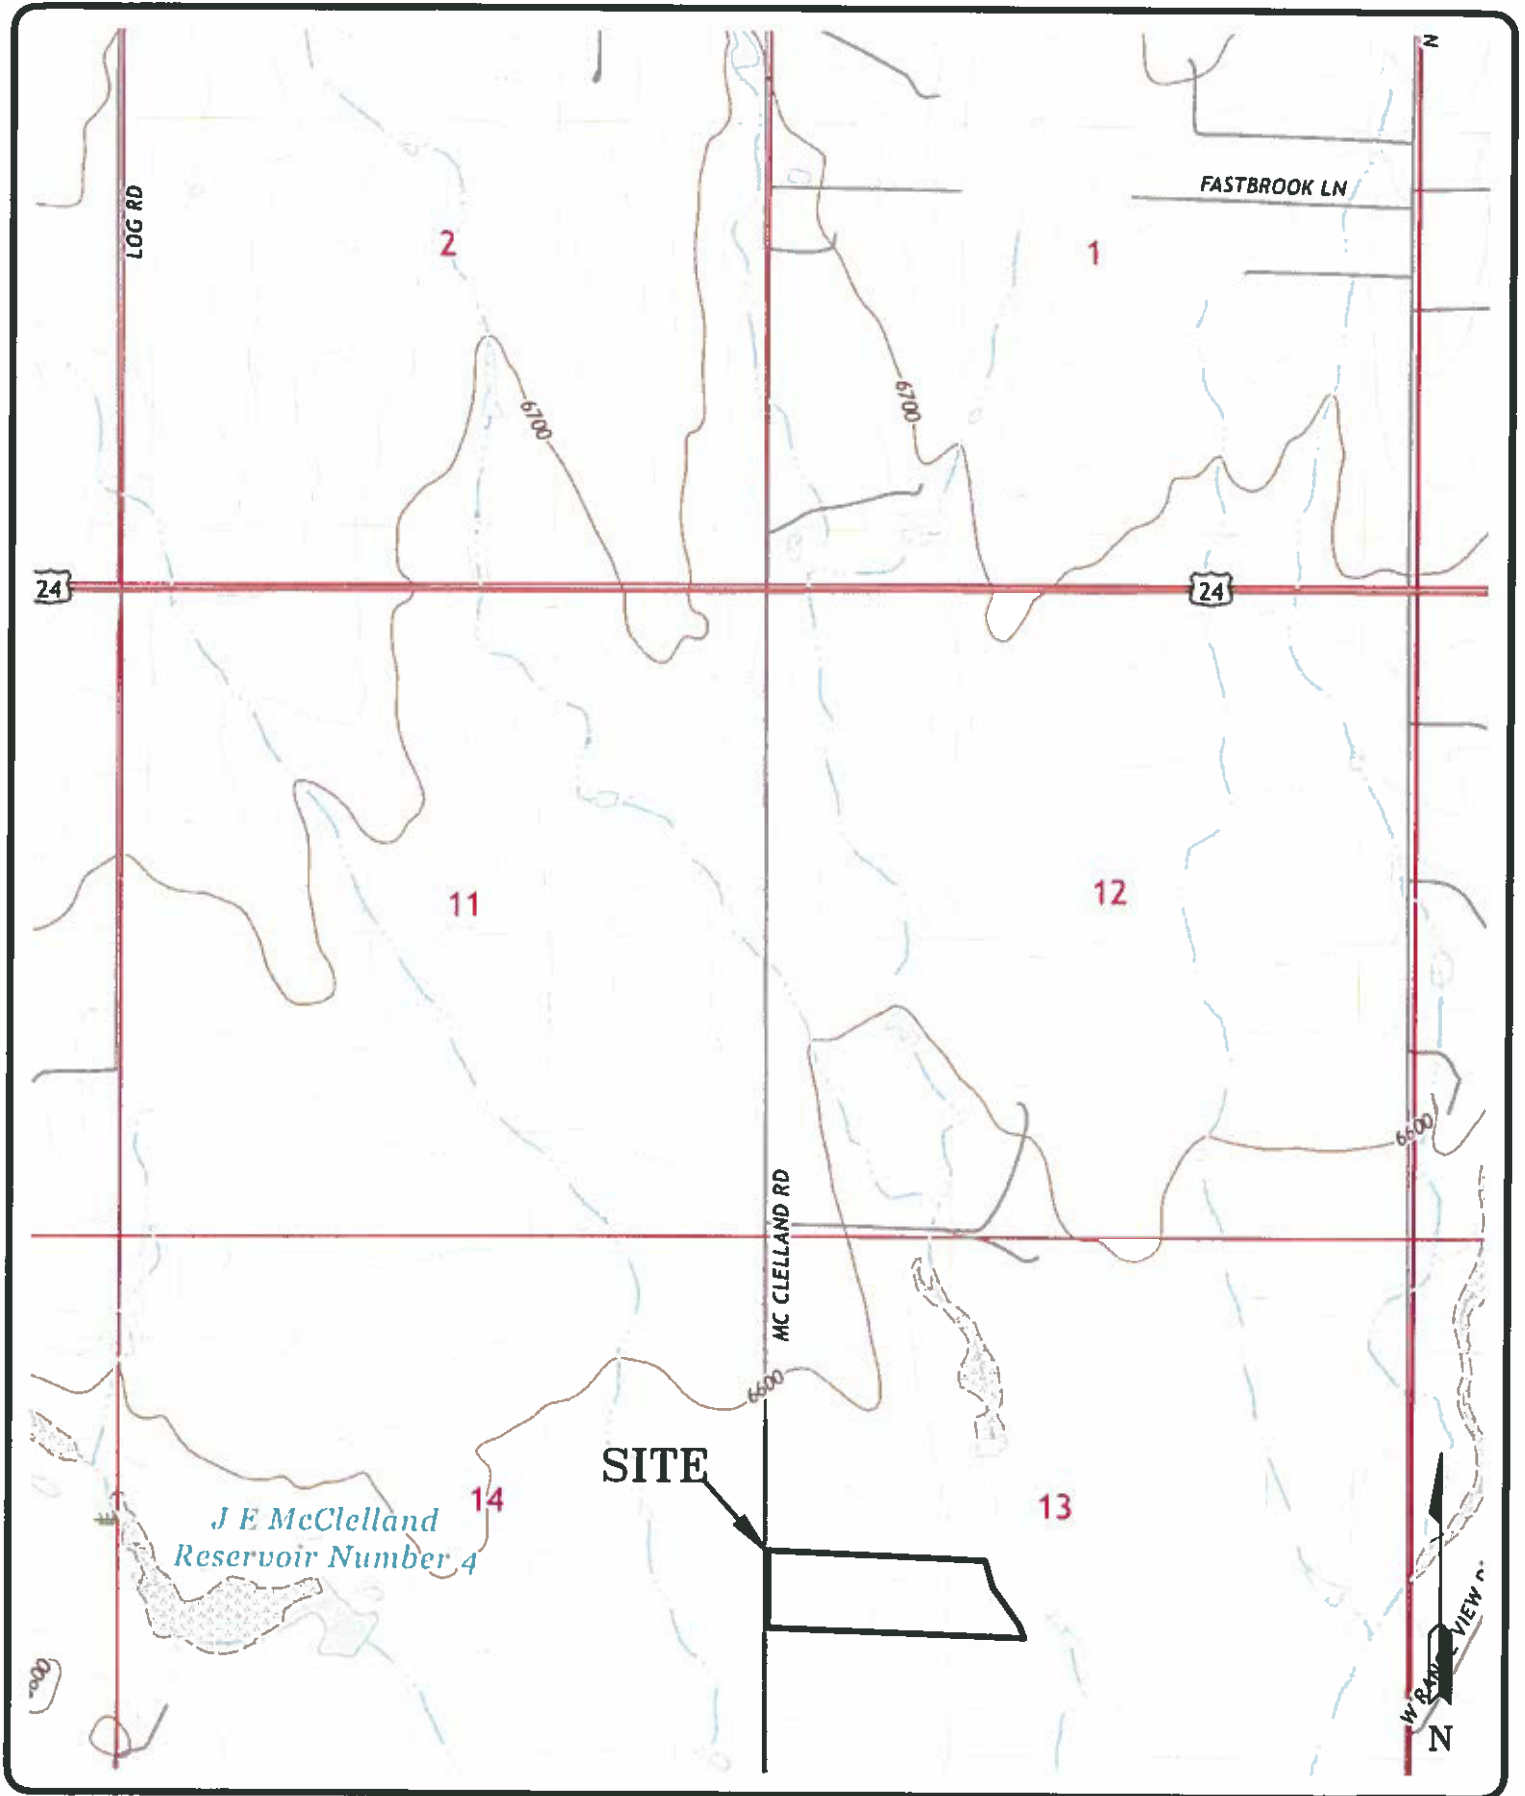 N
LOG RD
FASTBROOK LN
2
1
6700
6700
24
24
11
12
6600
MC CLELLAND RD
6600
SITE
14
13
J E McClelland
Reservoir Number 4
VIEW
W
N